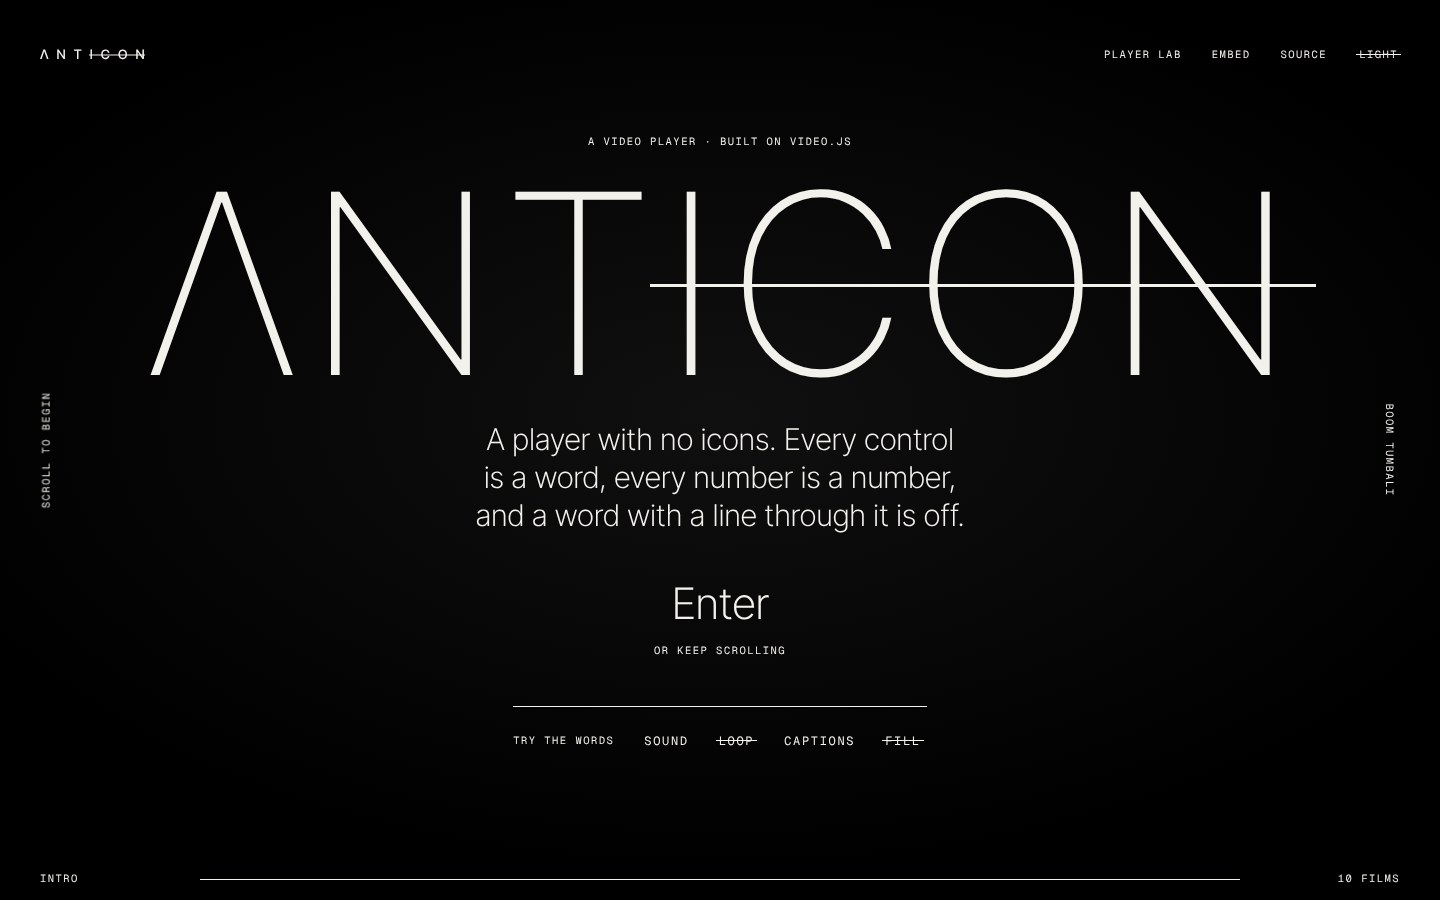 ΛNTICON
PLAYER LAB
EMBED
SOURCE
LIGHT
A VIDEO PLAYER · BUILT ON VIDEO.JS
ΛNTICON
A player with no icons. Every control
is a word, every number is a number,
and a word with a line through it is off.
SCROLL TO BEGIN
BOOM TUMBALI
Enter
OR KEEP SCROLLING
TRY THE WORDS
SOUND
LOOP
CAPTIONS
FILL
INTRO
10 FILMS